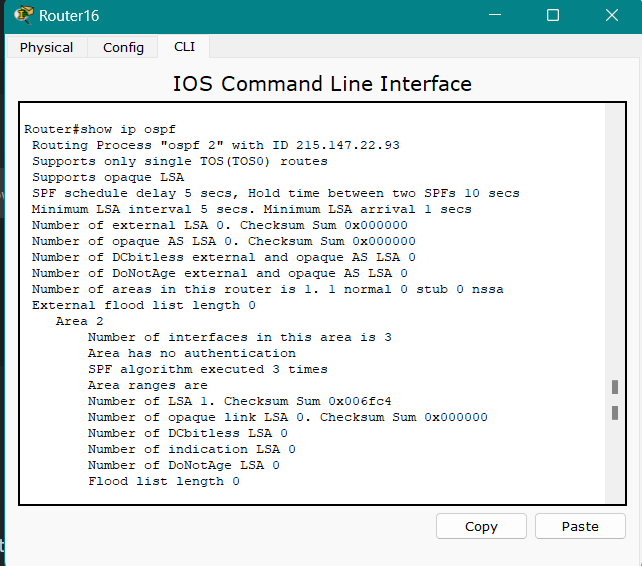 Router16
Physical Config CLI
IOS Command Line Interface
Router#show ip ospf
Routing Process "ospf 2" with ID 215.147.22.93
Supports only single TOS(TOS0) routes
Supports opaque LSA
SPF schedule delay 5 secs, Hold time between two SPFs 10 secs
Minimum LSA interval 5 secs. Minimum LSA arrival 1 secs
Number of external LSA 0. Checksum Sum 0x000000
Number of opaque AS LSA 0. Checksum Sum 0x000000
Number of DCbitless external and opaque AS LSA 0
Number of DoNotAge external and opaque AS LSA 0
Number of areas in this router is 1. 1 normal 0 stub 0 nssa
External flood list length 0
Area 2
Number of interfaces in this area is 3
Area has no authentication
SPF algorithm executed 3 times
Area ranges are
Number of LSA 1. Checksum Sum 0x006fc4
Number of opaque link LSA 0. Checksum Sum 0x000000
Number of DCbitless LSA 0
Number of indication LSA 0
Number of DoNotAge LSA 0
Flood list length 0
Copy Paste